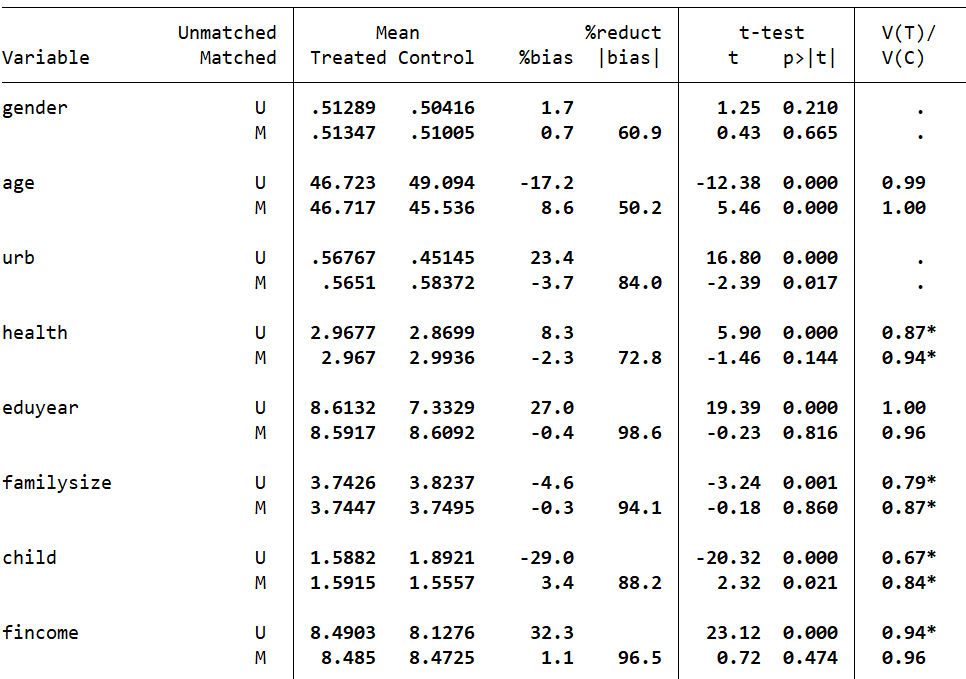 Unmatched Mean %reduct t-test V(T)/
Variable Matched Treated Control %bias |bias| t p>|t| V(C)
gender U .51289 .50416 1.7 1.25 0.210 .
M .51347 .51005 0.7 60.9 0.43 0.665 .
age U 46.723 49.094 -17.2 -12.38 0.000 0.99
M 46.717 45.536 8.6 50.2 5.46 0.000 1.00
urb U .56767 .45145 23.4 16.80 0.000 .
M .5651 .58372 -3.7 84.0 -2.39 0.017 .
health U 2.9677 2.8699 8.3 5.90 0.000 0.87*
M 2.967 2.9936 -2.3 72.8 -1.46 0.144 0.94*
eduyear U 8.6132 7.3329 27.0 19.39 0.000 1.00
M 8.5917 8.6092 -0.4 98.6 -0.23 0.816 0.96
familysize U 3.7426 3.8237 -4.6 -3.24 0.001 0.79*
M 3.7447 3.7495 -0.3 94.1 -0.18 0.860 0.87*
child U 1.5882 1.8921 -29.0 -20.32 0.000 0.67*
M 1.5915 1.5557 3.4 88.2 2.32 0.021 0.84*
fincome U 8.4903 8.1276 32.3 23.12 0.000 0.94*
M 8.485 8.4725 1.1 96.5 0.72 0.474 0.96